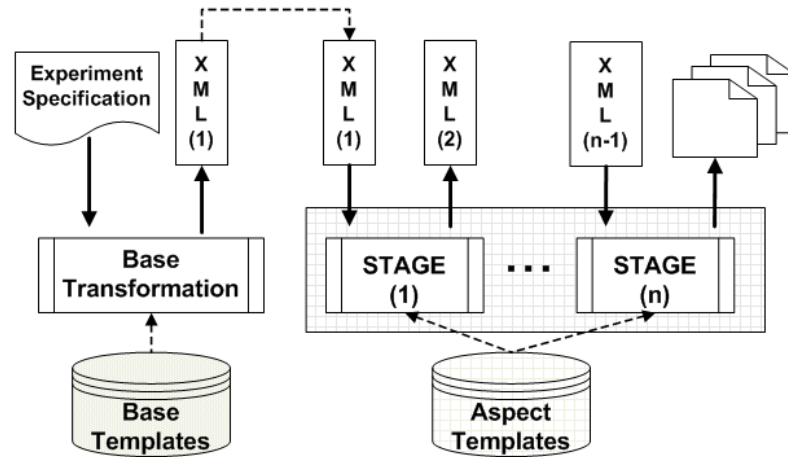 Experiment
Specification
X
M
L
(1)
X
M
L
(1)
X
M
L
(2)
X
M
L
(n-1)
Base
Transformation
STAGE
(1)
...
STAGE
(n)
Base
Templates
Aspect
Templates